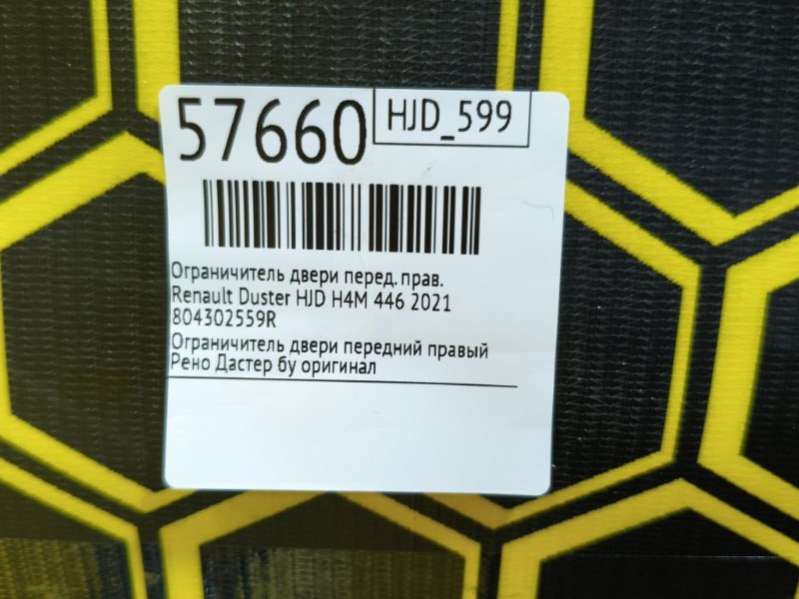 57660
HJD_599
Ограничитель двери перед. прав.
Renault Duster HJD H4M 446 2021
804302559R
Ограничитель двери передний правый
Рено Дастер бу оригинал